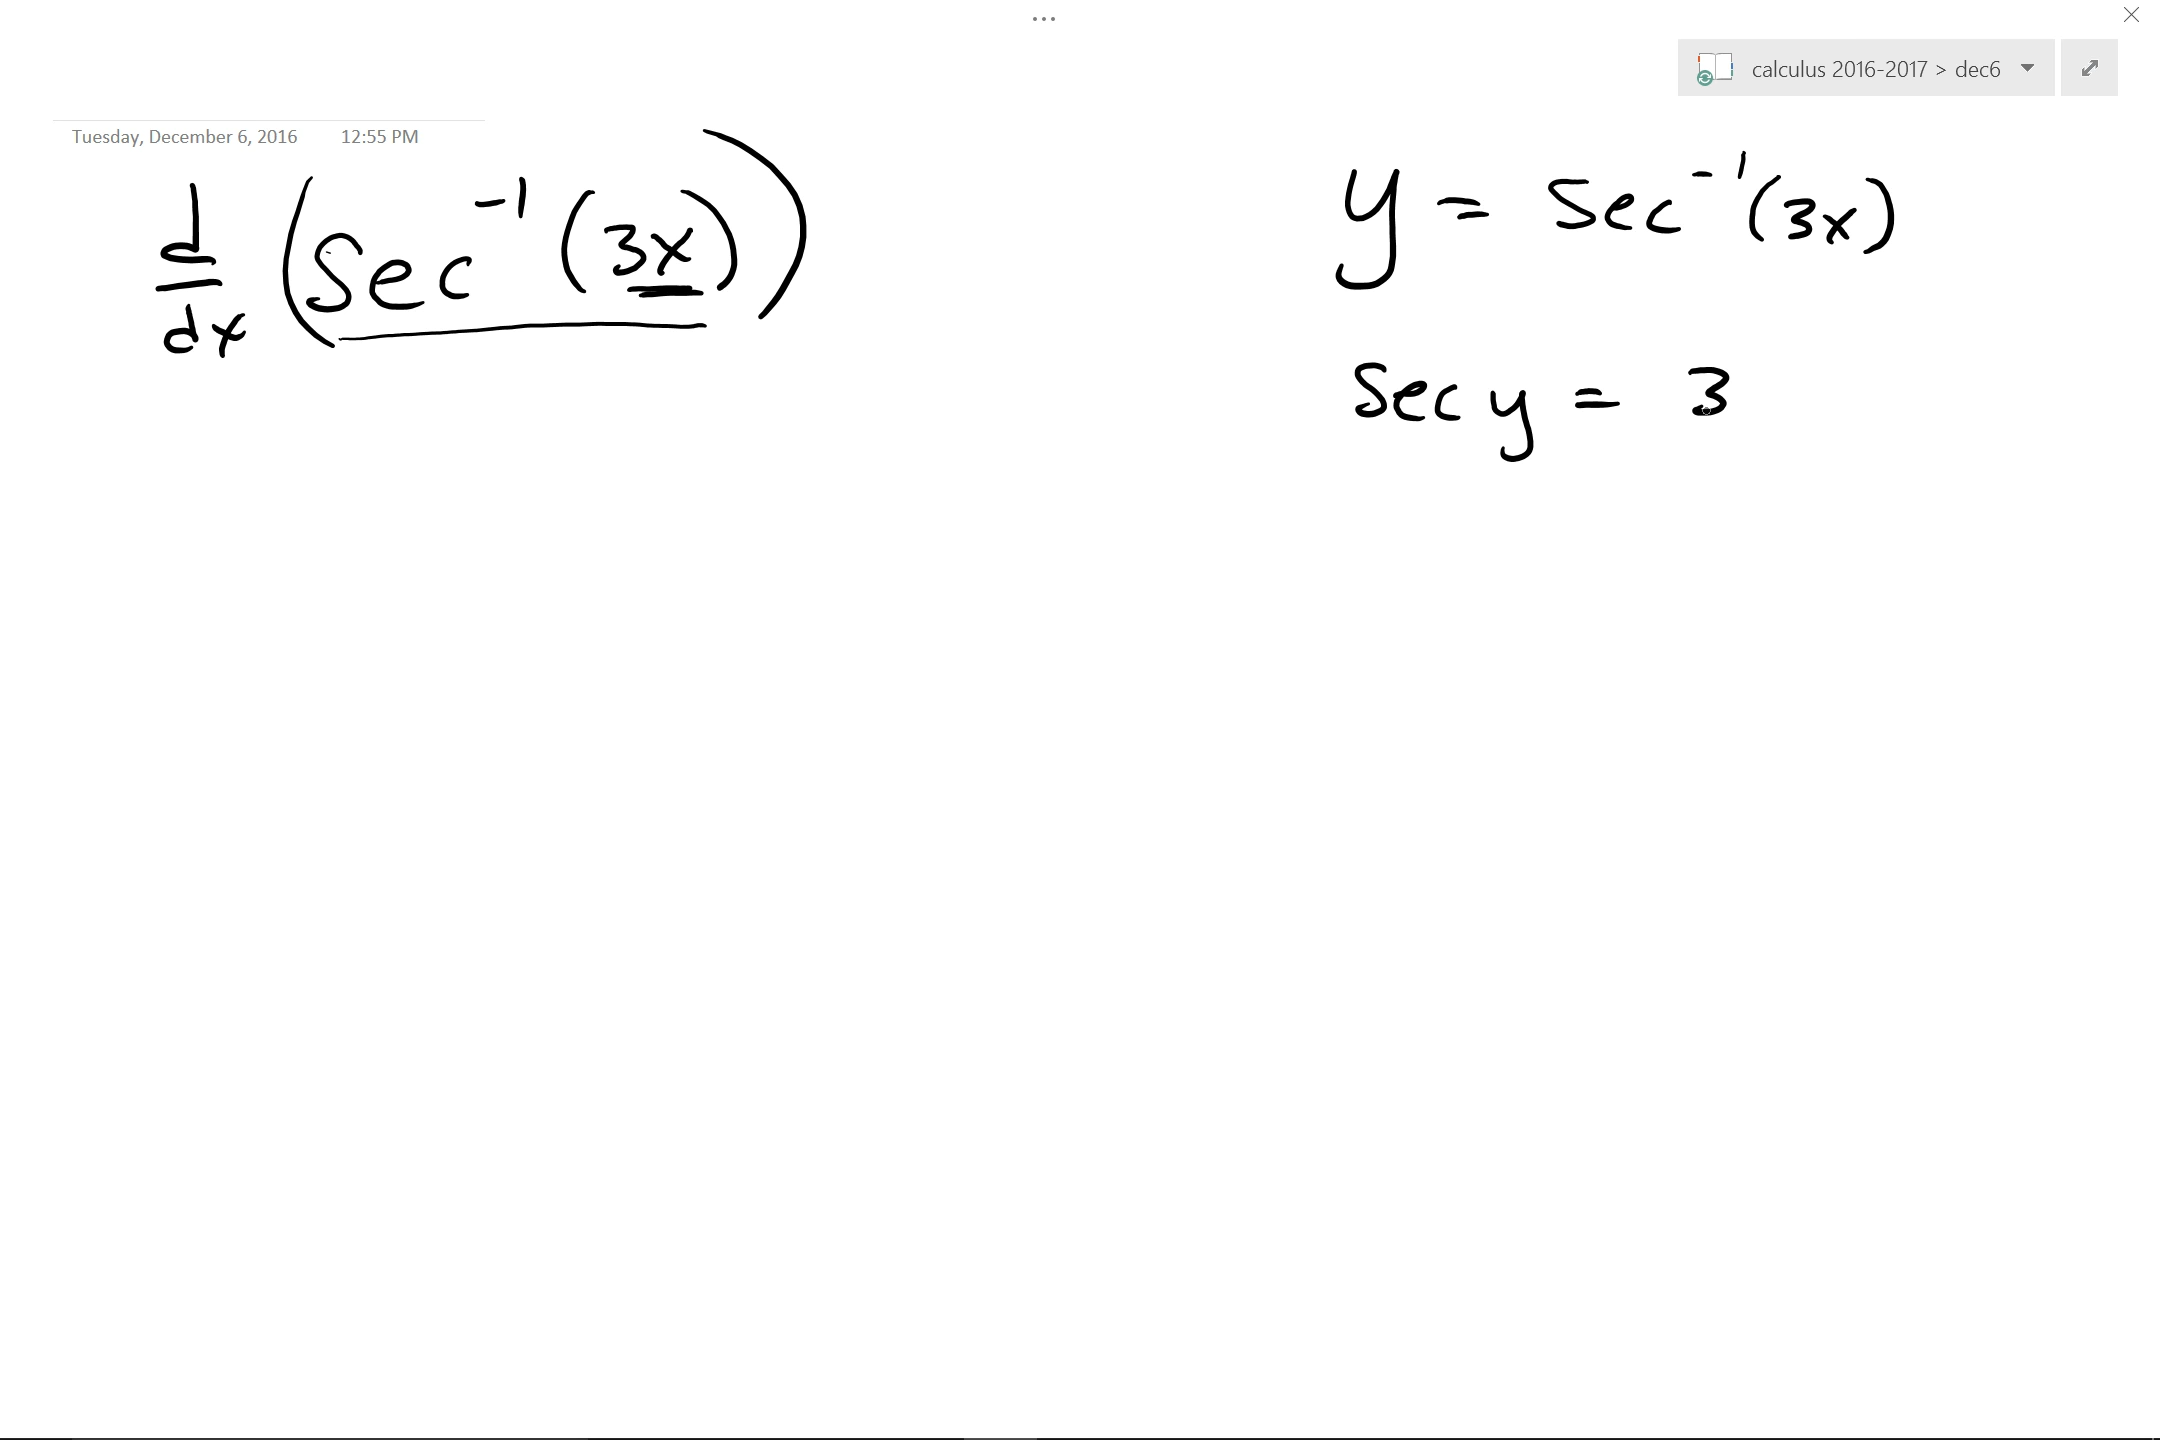 calculus 2016-2017 > dec6
Tuesday, December 6, 2016 12:55 PM
d/dx (sec⁻¹(3x))
y = sec⁻¹(3x)
sec y = 3